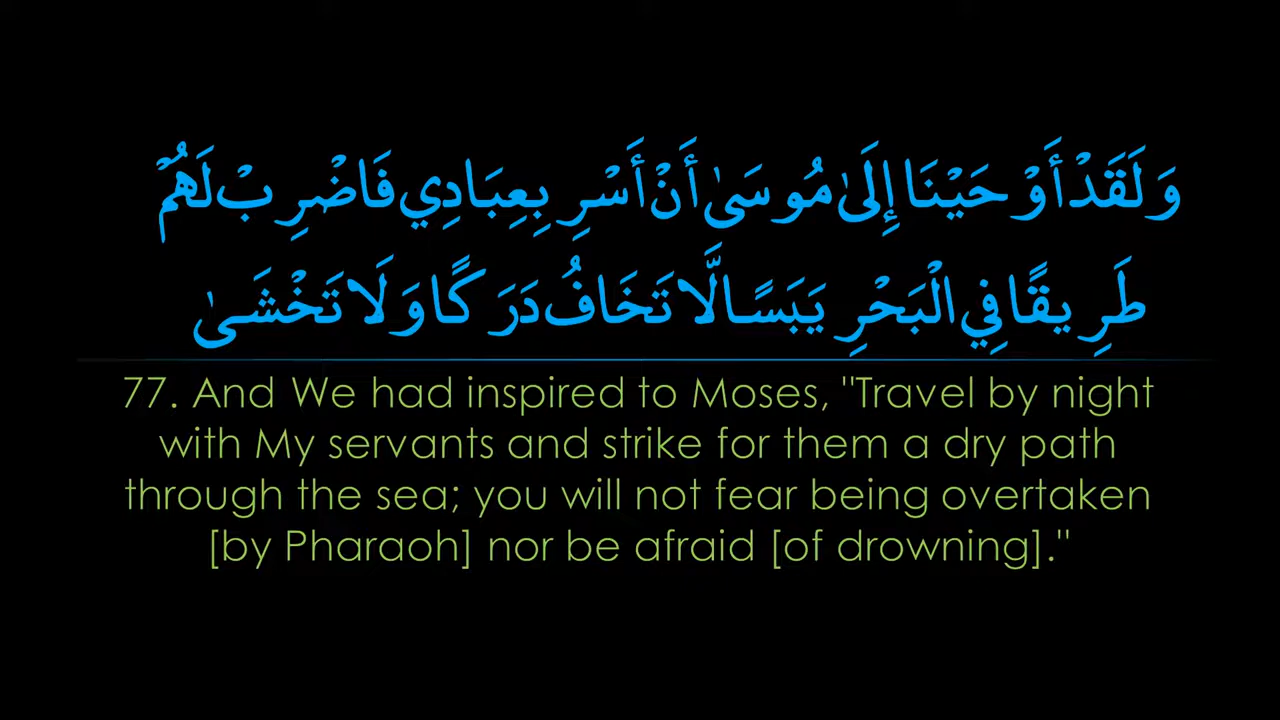 وَلَقَدْ أَوْحَيْنَا إِلَىٰ مُوسَىٰ أَنْ أَسْرِ بِعِبَادِي فَاضْرِبْ لَهُمْ
طَرِيقًا فِي الْبَحْرِ يَبَسًا لَّا تَخَافُ دَرَكًا وَلَا تَخْشَىٰ
77. And We had inspired to Moses, "Travel by night
with My servants and strike for them a dry path
through the sea; you will not fear being overtaken
[by Pharaoh] nor be afraid [of drowning]."